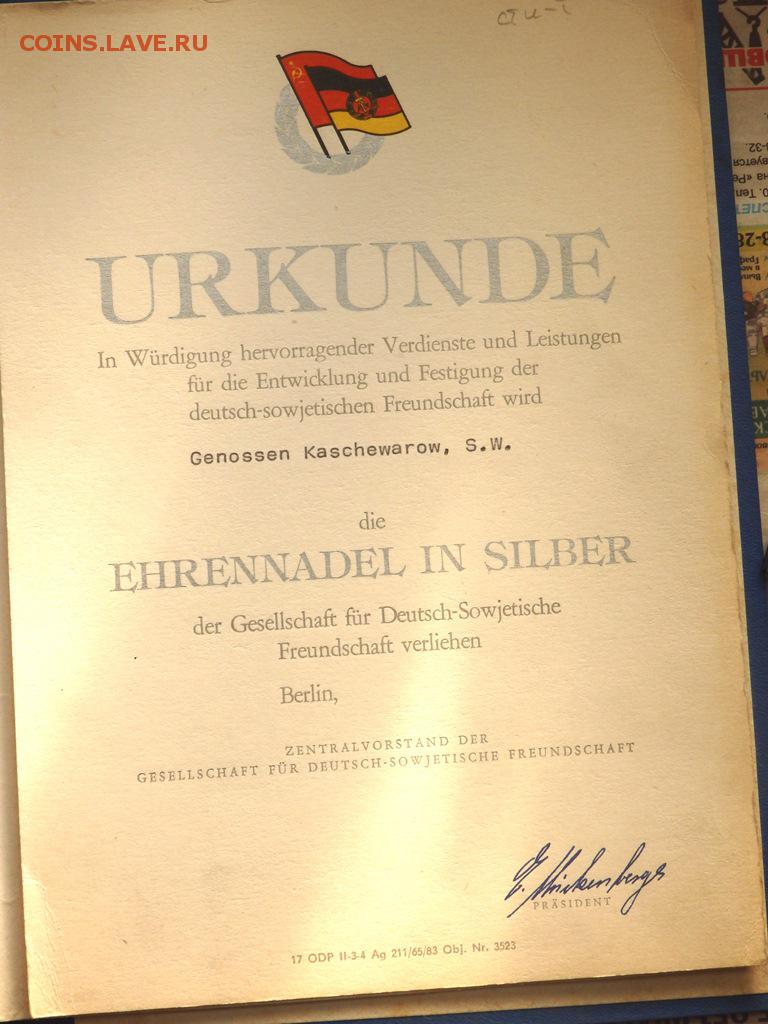 COINS.LAVE.RU
URKUNDE
In Würdigung hervorragender Verdienste und Leistungen
für die Entwicklung und Festigung der
deutsch-sowjetischen Freundschaft wird
Genossen Kaschewarow, S.W.
die
EHRENNADEL IN SILBER
der Gesellschaft für Deutsch-Sowjetische
Freundschaft verliehen
Berlin,
ZENTRALVORSTAND DER
GESELLSCHAFT FÜR DEUTSCH-SOWJETISCHE FREUNDSCHAFT
PRÄSIDENT
17 ODP II-3-4 Ag 211/65/83 Obj. Nr. 3523